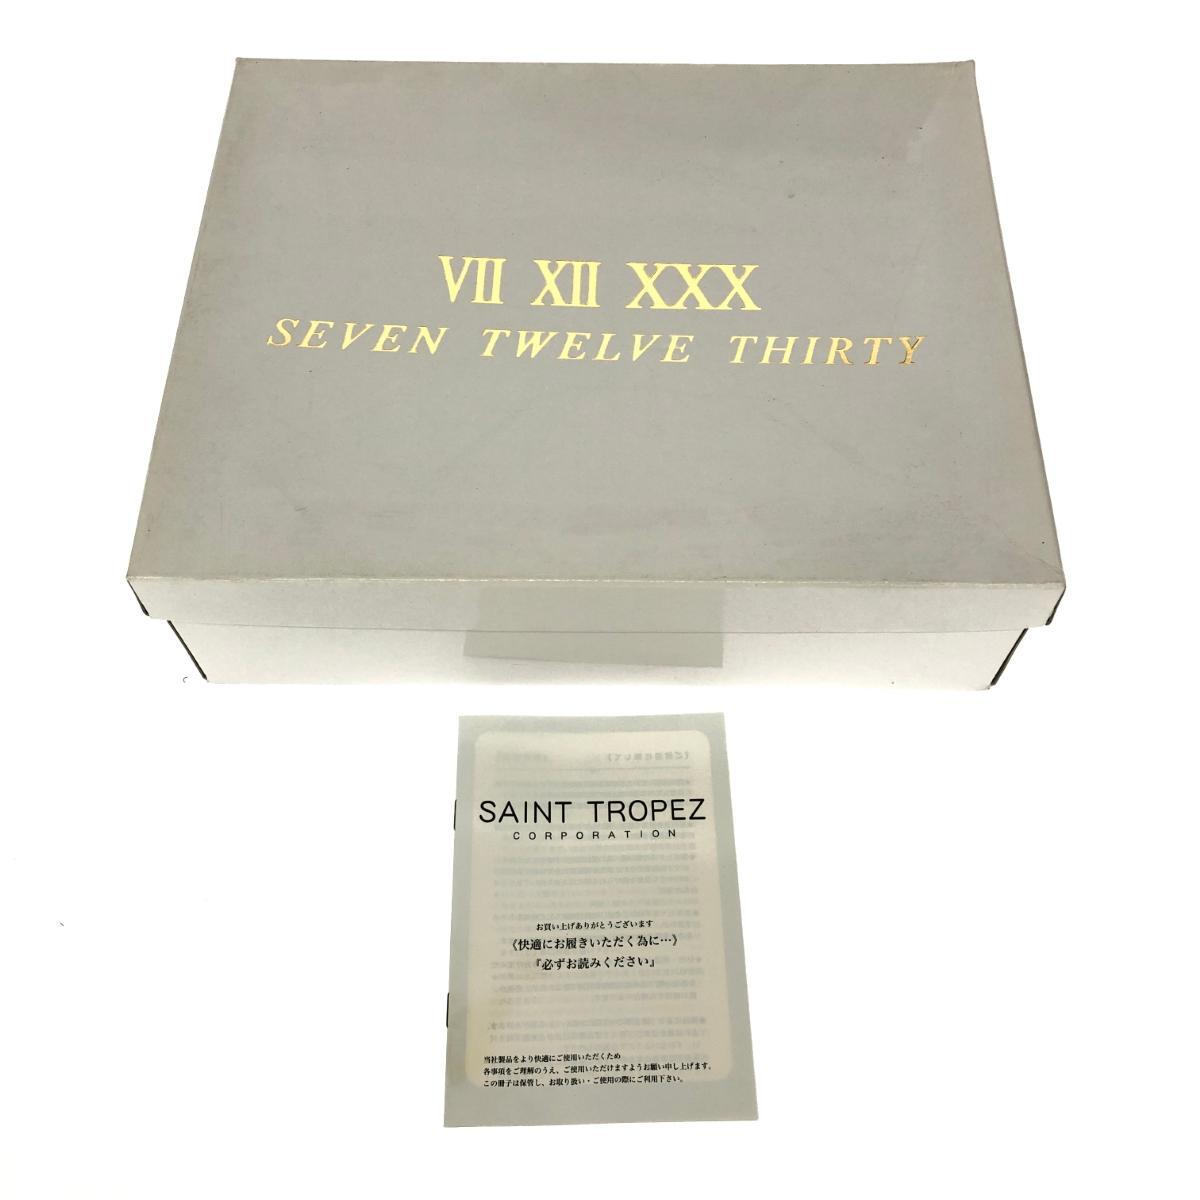 VII XII XXX
SEVEN TWELVE THIRTY
SAINT TROPEZ
CORPORATION
お買い上げありがとうございます
《快適にお履きいただく為に…》
『必ずお読みください』
当社製品をより快適にご使用いただくため
各事項をご理解のうえ、ご使用いただけますようお願い申し上げます。
この冊子は保管し、お取り扱い・ご使用の際にご利用下さい。